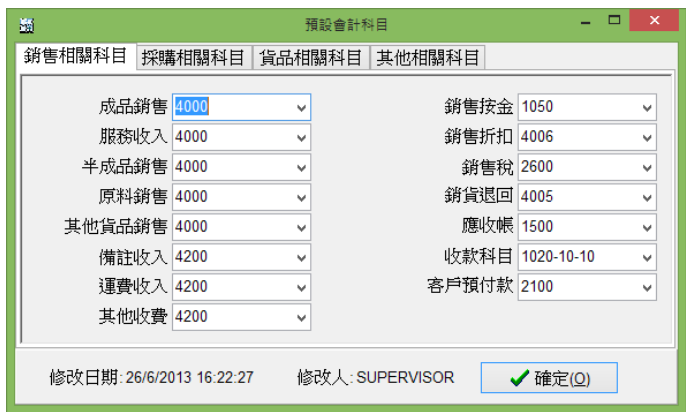 預設會計科目
銷售相關科目 採購相關科目 貨品相關科目 其他相關科目
成品銷售 4000 銷售按金 1050
服務收入 4000 銷售折扣 4006
半成品銷售 4000 銷售稅 2600
原料銷售 4000 銷貨退回 4005
其他貨品銷售 4000 應收帳 1500
備註收入 4200 收款科目 1020-10-10
運費收入 4200 客戶預付款 2100
其他收費 4200
修改日期: 26/6/2013 16:22:27 修改人: SUPERVISOR 確定(O)